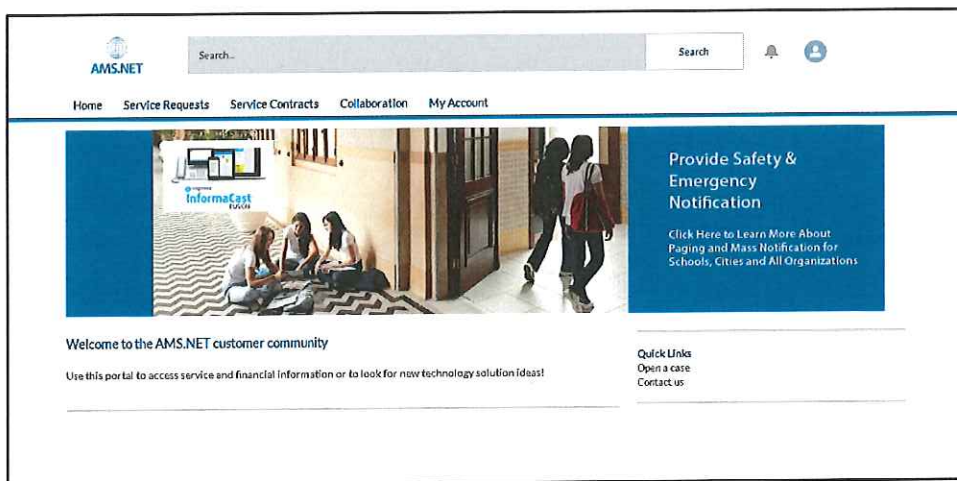 AMS.NET
Search...
Search
Home Service Requests Service Contracts Collaboration My Account
InformaCast
FUSION
Provide Safety &
Emergency
Notification
Click Here to Learn More About
Paging and Mass Notification for
Schools, Cities and All Organizations
Welcome to the AMS.NET customer community
Use this portal to access service and financial information or to look for new technology solution ideas!
Quick Links
Open a case
Contact us